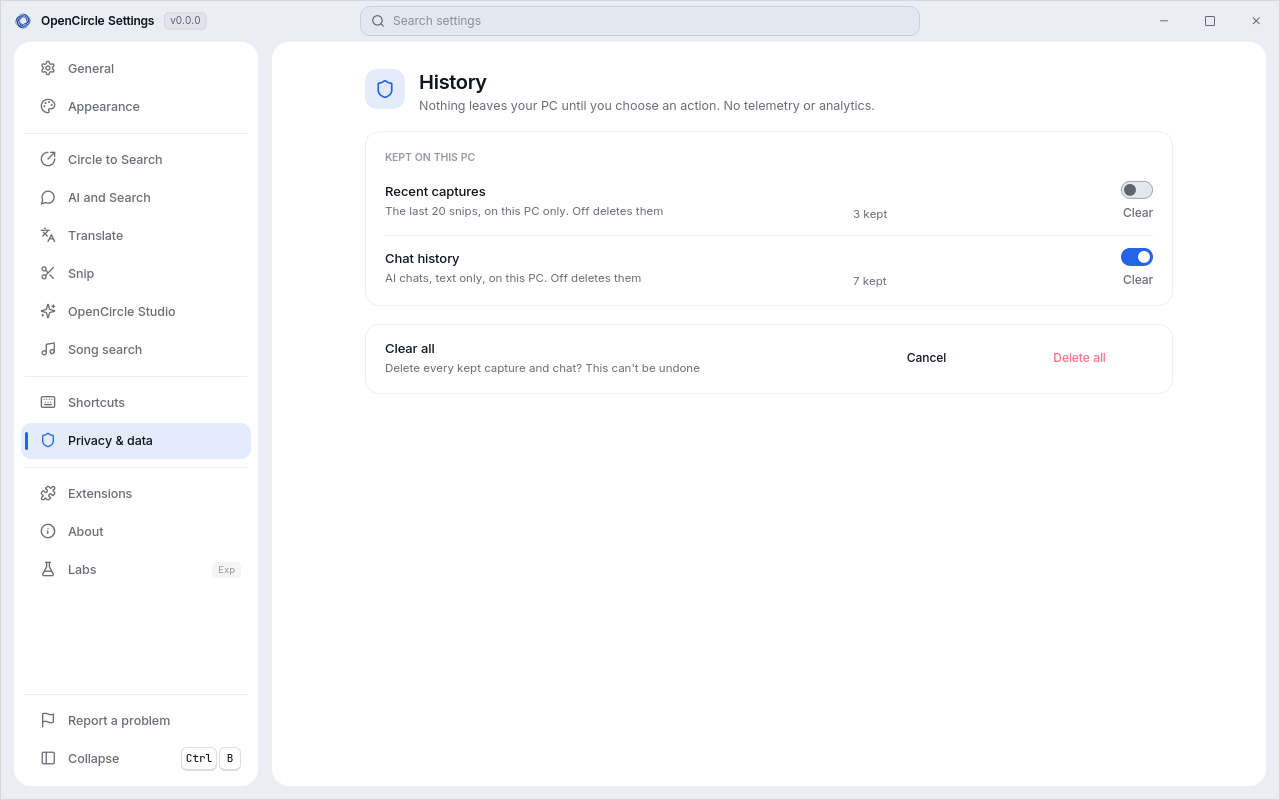 OpenCircle Settings v0.0.0
Search settings
General
Appearance
Circle to Search
AI and Search
Translate
Snip
OpenCircle Studio
Song search
Shortcuts
Privacy & data
Extensions
About
Labs Exp
Report a problem
Collapse Ctrl B
History
Nothing leaves your PC until you choose an action. No telemetry or analytics.
KEPT ON THIS PC
Recent captures
The last 20 snips, on this PC only. Off deletes them
3 kept
Clear
Chat history
AI chats, text only, on this PC. Off deletes them
7 kept
Clear
Clear all
Delete every kept capture and chat? This can't be undone
Cancel
Delete all